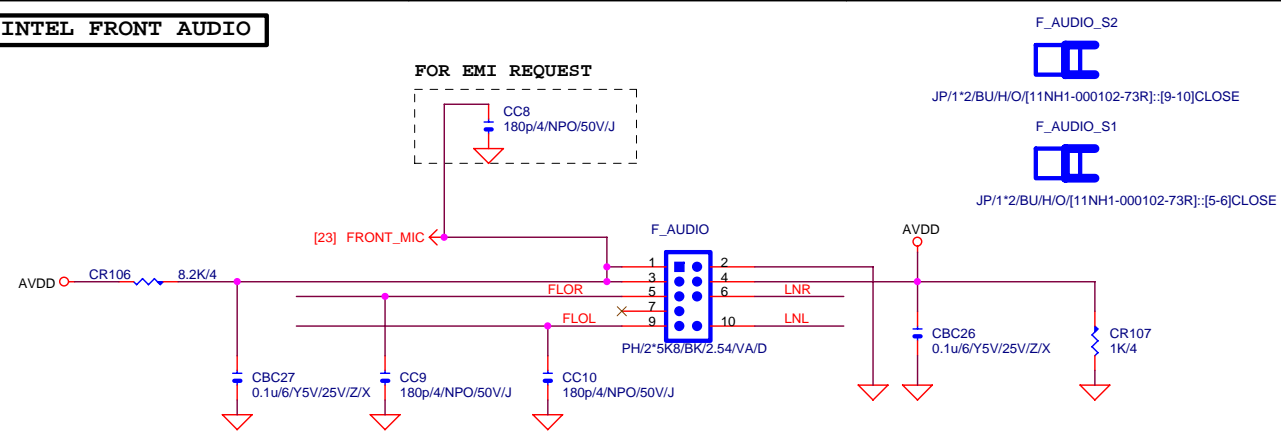 INTEL FRONT AUDIO
F_AUDIO_S2
JP/1*2/BU/H/O/[11NH1-000102-73R]::[9-10]CLOSE
FOR EMI REQUEST
CC8
180p/4/NPO/50V/J
F_AUDIO_S1
JP/1*2/BU/H/O/[11NH1-000102-73R]::[5-6]CLOSE
[23] FRONT_MIC
F_AUDIO
AVDD
AVDD
CR106
8.2K/4
1 2
3 4
5 6
7
9 10
FLOR
LNR
FLOL
LNL
PH/2*5K8/BK/2.54/VA/D
CBC26
0.1u/6/Y5V/25V/Z/X
CR107
1K/4
CBC27
0.1u/6/Y5V/25V/Z/X
CC9
180p/4/NPO/50V/J
CC10
180p/4/NPO/50V/J